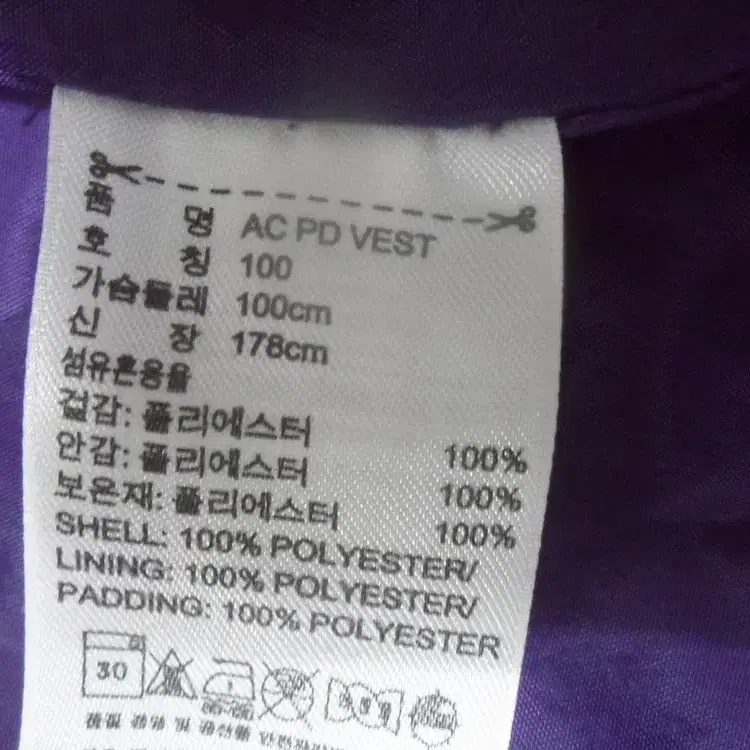 품 명 AC PD VEST
호 칭 100
가슴둘레 100cm
신 장 178cm
섬유혼용율
겉감: 폴리에스터 100%
안감: 폴리에스터 100%
보온재: 폴리에스터 100%
SHELL: 100% POLYESTER/
LINING: 100% POLYESTER/
PADDING: 100% POLYESTER
30